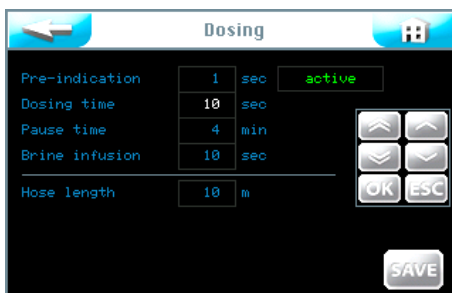 Dosing
Pre-indication 1 sec active
Dosing time 10 sec
Pause time 4 min
Brine infusion 10 sec
Hose length 10 m
OK ESC
SAVE